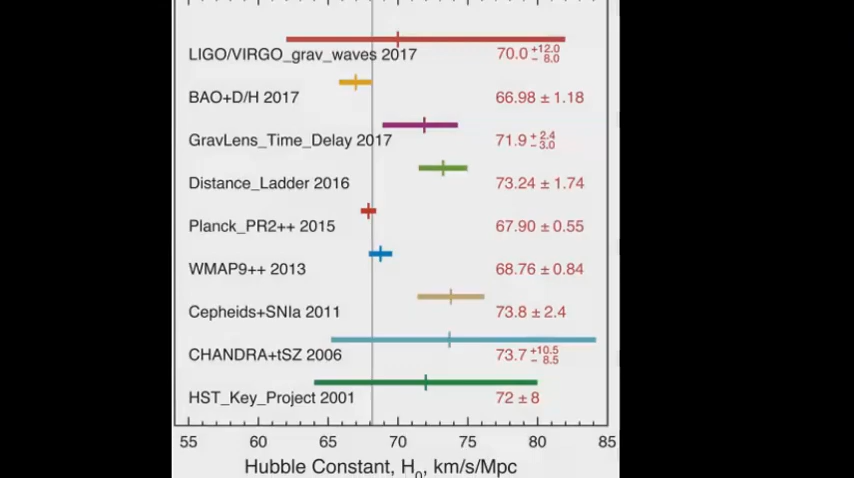 LIGO/VIRGO_grav_waves 2017 70.0 +12.0 − 8.0
BAO+D/H 2017 66.98 ± 1.18
GravLens_Time_Delay 2017 71.9 + 2.4 − 3.0
Distance_Ladder 2016 73.24 ± 1.74
Planck_PR2++ 2015 67.90 ± 0.55
WMAP9++ 2013 68.76 ± 0.84
Cepheids+SNIa 2011 73.8 ± 2.4
CHANDRA+tSZ 2006 73.7 +10.5 − 8.5
HST_Key_Project 2001 72 ± 8
55 60 65 70 75 80 85
Hubble Constant, H₀, km/s/Mpc